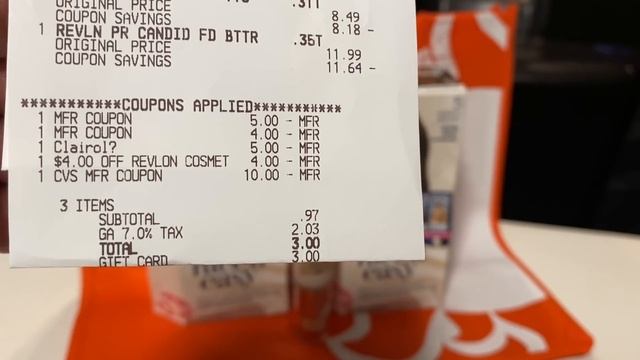 ORIGINAL PRICE 8.49
COUPON SAVINGS 8.18 -
1 REVLN PR CANDID FD BTTR .35T
ORIGINAL PRICE 11.99
COUPON SAVINGS 11.64 -
***********COUPONS APPLIED***********
1 MFR COUPON 5.00 - MFR
1 MFR COUPON 4.00 - MFR
1 Clairol? 5.00 - MFR
1 $4.00 OFF REVLON COSMET 4.00 - MFR
1 CVS MFR COUPON 10.00 - MFR
3 ITEMS
SUBTOTAL .97
GA 7.0% TAX 2.03
TOTAL 3.00
GIFT CARD 3.00